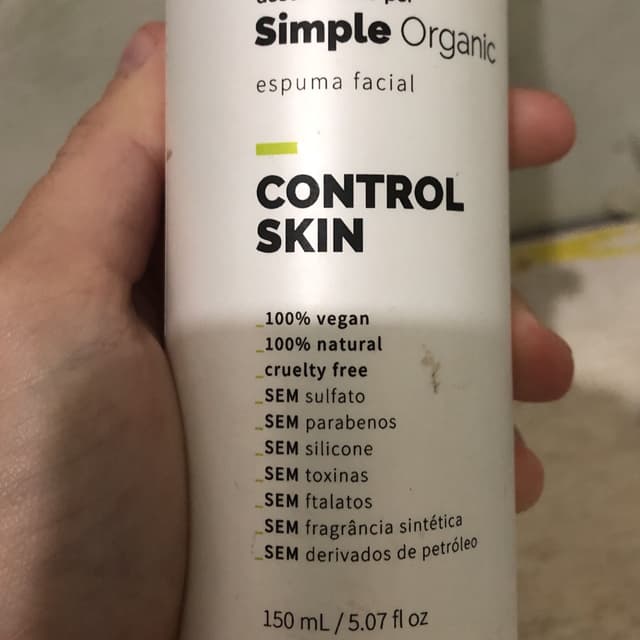 Simple Organic
espuma facial
CONTROL
SKIN
_100% vegan
_100% natural
_cruelty free
_SEM sulfato
_SEM parabenos
_SEM silicone
_SEM toxinas
_SEM ftalatos
_SEM fragrância sintética
_SEM derivados de petróleo
150 mL / 5.07 fl oz